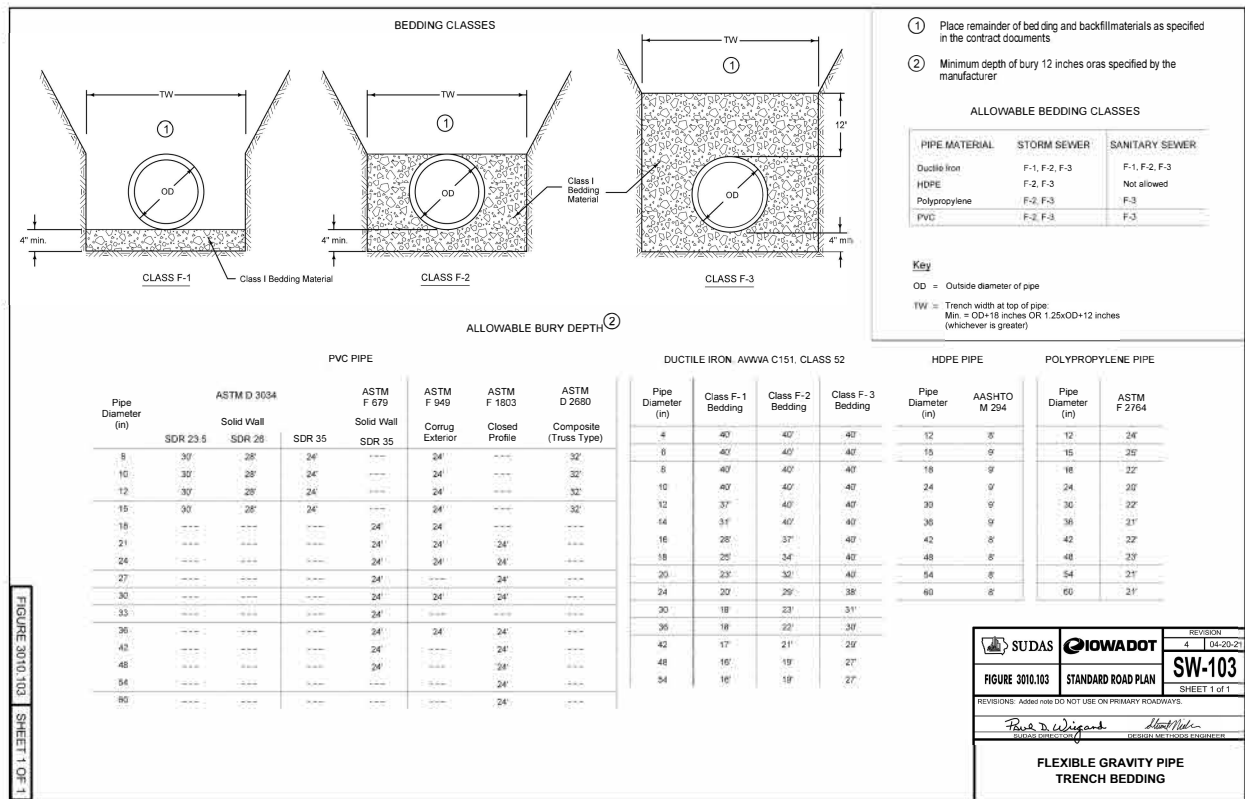 BEDDING CLASSES
TW
1
OD
4" min.
CLASS F-1
Class I Bedding Material
TW
1
OD
4" min.
CLASS F-2
Class I
Bedding
Material
TW
1
12"
OD
4" min.
CLASS F-3
1 Place remainder of bedding and backfillmaterials as specified
in the contract documents
2 Minimum depth of bury 12 inches oras specified by the
manufacturer
ALLOWABLE BEDDING CLASSES
PIPE MATERIAL STORM SEWER SANITARY SEWER
Ductile Iron F-1, F-2, F-3 F-1, F-2, F-3
HDPE F-2, F-3 Not allowed
Polypropylene F-2, F-3 F-3
PVC F-2, F-3 F-3
Key
OD = Outside diameter of pipe
TW = Trench width at top of pipe:
Min. = OD+18 inches OR 1.25xOD+12 inches
(whichever is greater)
ALLOWABLE BURY DEPTH 2
PVC PIPE
Pipe
Diameter
(in)
ASTM D 3034
Solid Wall
SDR 23.5 SDR 26 SDR 35
ASTM
F 679
Solid Wall
SDR 35
ASTM
F 949
Corrug
Exterior
ASTM
F 1803
Closed
Profile
ASTM
D 2680
Composite
(Truss Type)
8 30' 28' 24' --- 24' --- 32'
10 30' 28' 24' --- 24' --- 32'
12 30' 28' 24' --- 24' --- 32'
15 30' 28' 24' --- 24' --- 32'
18 --- --- --- 24' 24' --- ---
21 --- --- --- 24' 24' 24' ---
24 --- --- --- 24' 24' 24' ---
27 --- --- --- 24' --- 24' ---
30 --- --- --- 24' 24' 24' ---
33 --- --- --- 24' --- --- ---
36 --- --- --- 24' 24' 24' ---
42 --- --- --- 24' --- 24' ---
48 --- --- --- 24' --- 24' ---
54 --- --- --- --- --- 24' ---
60 --- --- --- --- --- 24' ---
DUCTILE IRON, AWWA C151, CLASS 52
Pipe
Diameter
(in)
Class F-1
Bedding
Class F-2
Bedding
Class F-3
Bedding
4 40' 40' 40'
6 40' 40' 40'
8 40' 40' 40'
10 40' 40' 40'
12 37' 40' 40'
14 31' 40' 40'
16 28' 37' 40'
18 25' 34' 40'
20 23' 32' 40'
24 20' 29' 38'
30 18' 23' 31'
36 18' 22' 30'
42 17' 21' 29'
48 16' 19' 27'
54 16' 19' 27'
HDPE PIPE
Pipe
Diameter
(in)
AASHTO
M 294
12 8'
15 9'
18 9'
24 9'
30 9'
36 9'
42 8'
48 8'
54 8'
60 8'
POLYPROPYLENE PIPE
Pipe
Diameter
(in)
ASTM
F 2764
12 24'
15 25'
18 22'
24 20'
30 22'
36 21'
42 22'
48 23'
54 21'
60 21'
FIGURE 3010.103 SHEET 1 OF 1
SUDAS
IOWA DOT
REVISION
4 04-20-21
FIGURE 3010.103
STANDARD ROAD PLAN
SW-103
SHEET 1 of 1
REVISIONS: Added note DO NOT USE ON PRIMARY ROADWAYS.
Paul D. Wiegand
SUDAS DIRECTOR
DESIGN METHODS ENGINEER
FLEXIBLE GRAVITY PIPE
TRENCH BEDDING